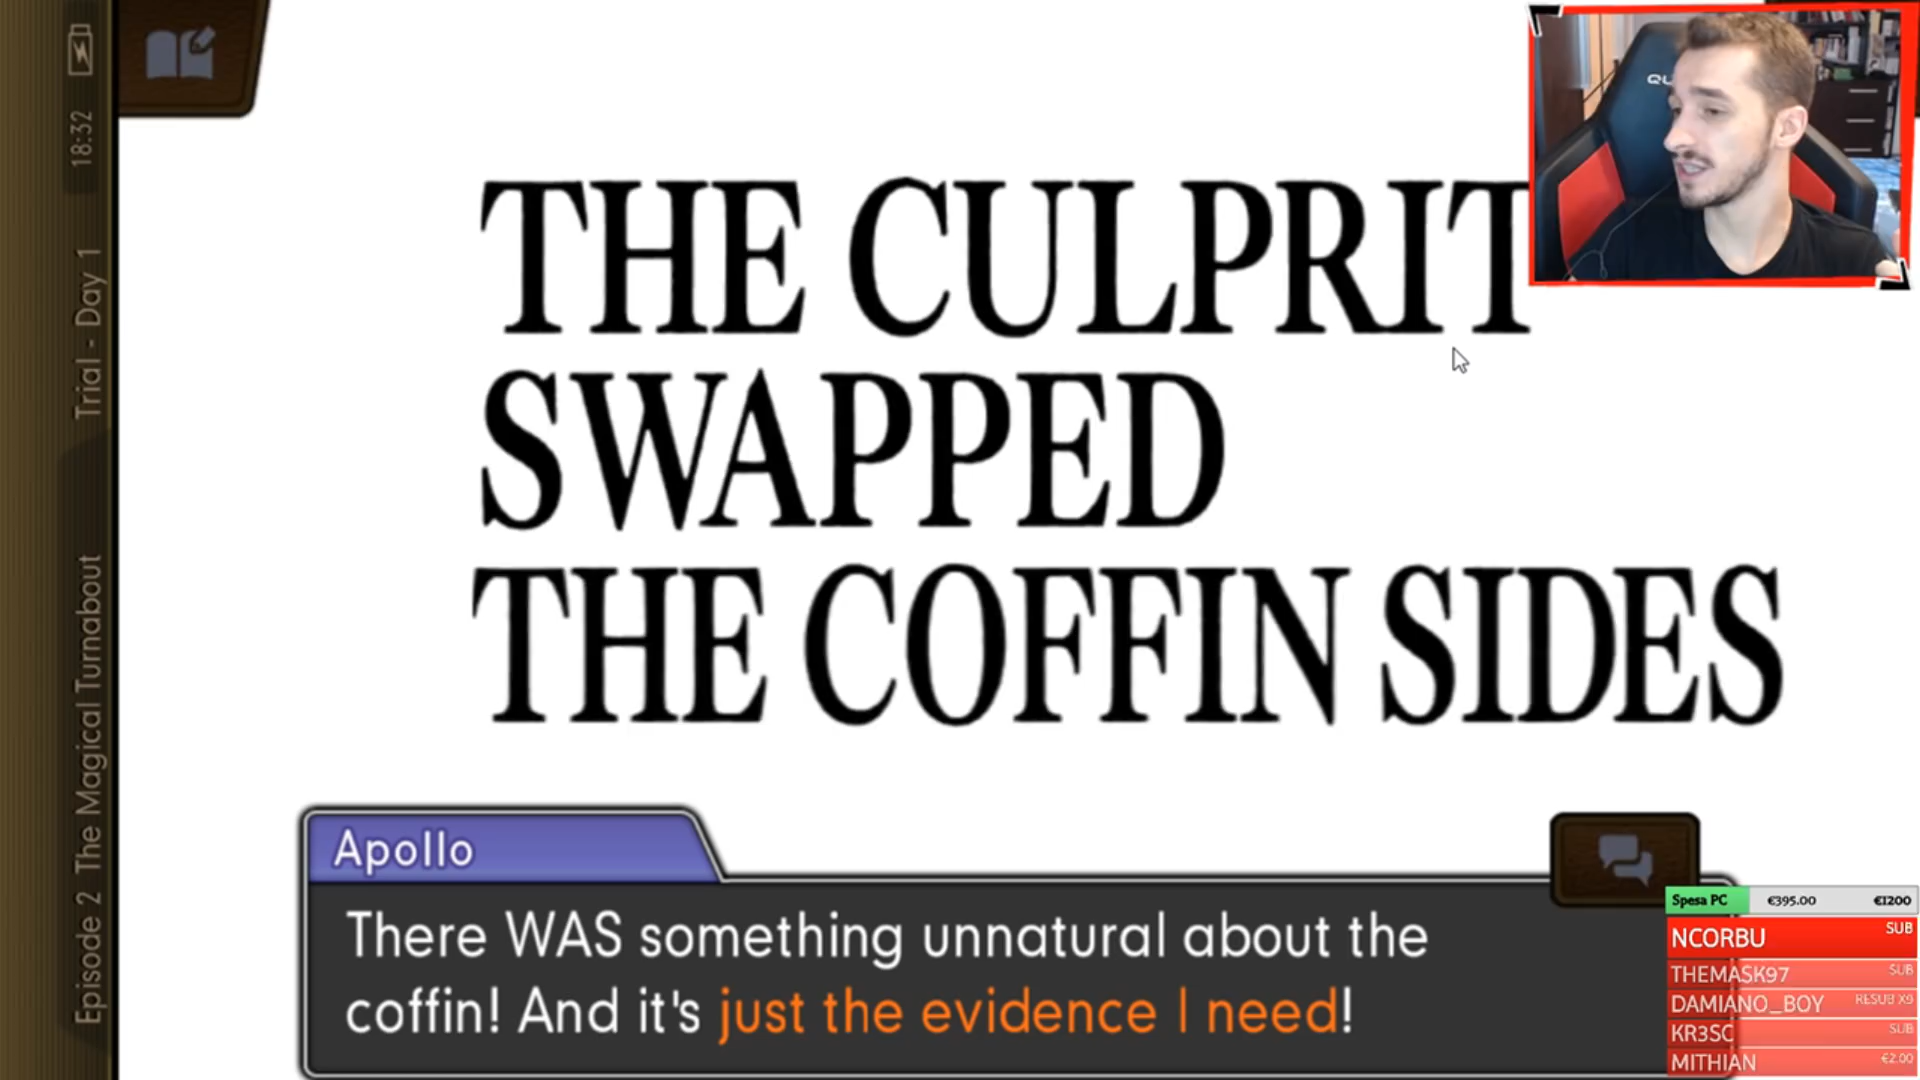 18:32
Trial - Day 1
Episode 2 The Magical Turnabout
THE CULPRIT
SWAPPED
THE COFFIN SIDES
Apollo
There WAS something unnatural about the
coffin! And it's just the evidence I need!
Spesa PC €395.00 €1200
NCORBU SUB
THEMASK97 SUB
DAMIANO_BOY RESUB X9
KR3SC SUB
MITHIAN €2.00